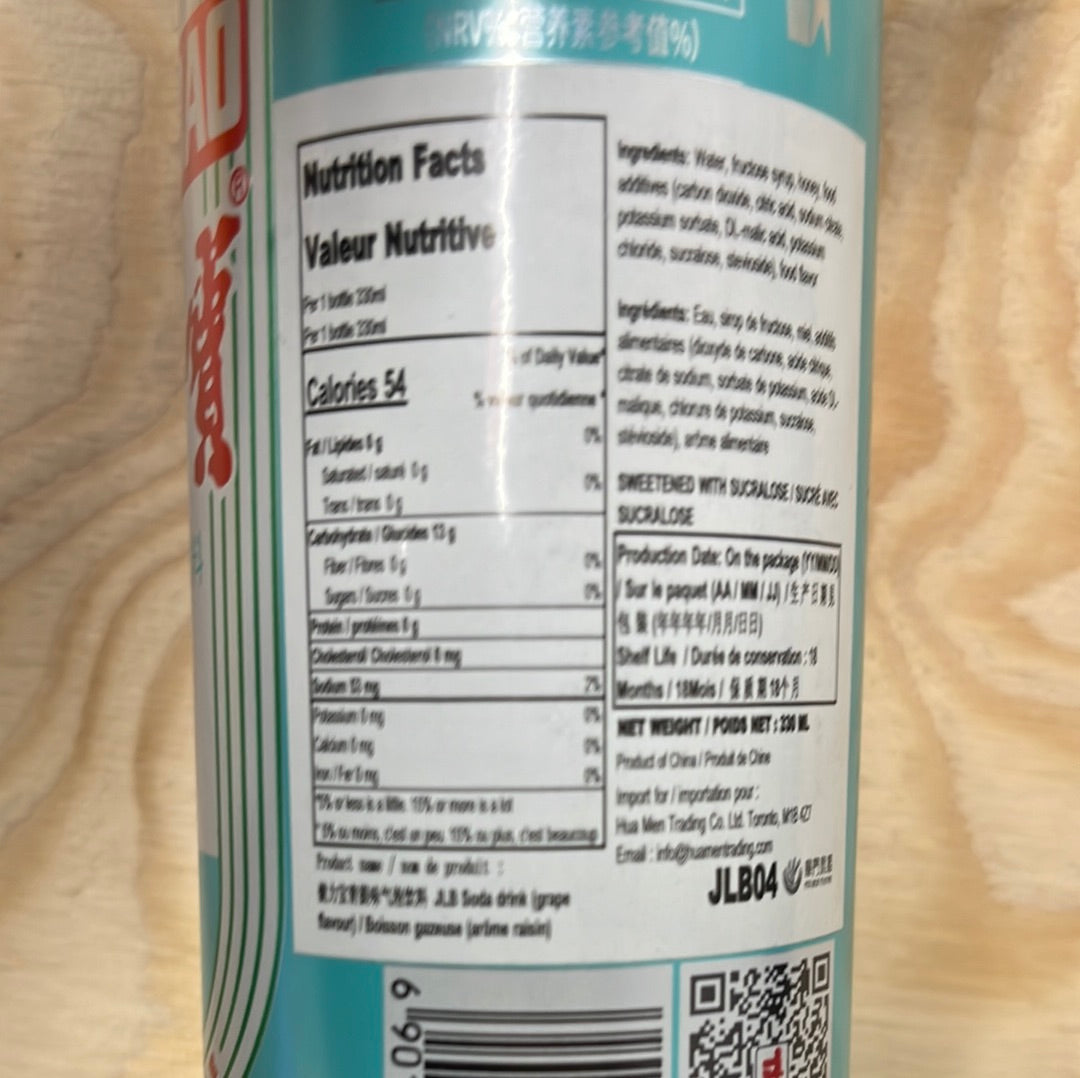 (NRV%营养素参考值%)
AD
®
寶
Nutrition Facts
Valeur Nutritive
Per 1 bottle 330ml
Per 1 bottle 330ml
of Daily Value*
Calories 54
% quotidienne *
Fat / Lipides 0 g 0%
Saturated / saturé 0 g 0%
Trans / trans 0 g
Carbohydrate / Glucides 13 g
Fiber / Fibres 0 g 0%
Sugars / Sucres 0 g 0%
Protein / protéines 0 g
Cholesterol Cholesterol 0 mg
Sodium mg 2%
Potassium 0 mg 0%
Calcium 0 mg 0%
Iron / Fer 0 mg 0%
*5% or less is a little, 15% or more is a lot
*5% ou moins, c'est un peu, 15% ou plus, c'est beaucoup
Product name / nom de produit :
JLB Soda drink (grape
flavour) / Boisson gazeuse (arôme raisin)
Ingredients: Water, fructose syrup, honey, food
additives (carbon dioxide, citric acid, sodium citrate,
potassium sorbate, DL-malic acid, potassium
chloride, sucralose, stevioside), food flavor
Ingrédients: Eau, sirop de fructose, miel, additifs
alimentaires (dioxyde de carbone, acide citrique,
citrate de sodium, sorbate de potassium, acide D,L-
malique, chlorure de potassium, sucralose,
stévioside), arôme alimentaire
SWEETENED WITH SUCRALOSE / SUCRÉ AVEC
SUCRALOSE
Production Date: On the package (YYMMDD)
/ Sur le paquet (AA / MM / JJ) / 生产日期见
包装 (年年年年/月月/日日)
Shelf Life / Durée de conservation : 18
Months / 18Mois / 保质期18个月
NET WEIGHT / POIDS NET : 330 ML
Product of China / Produit de Chine
Import for / importation pour :
Hua Men Trading Co. Ltd. Toronto, M1B
Email : info@huamentrading.com
JLB04
906